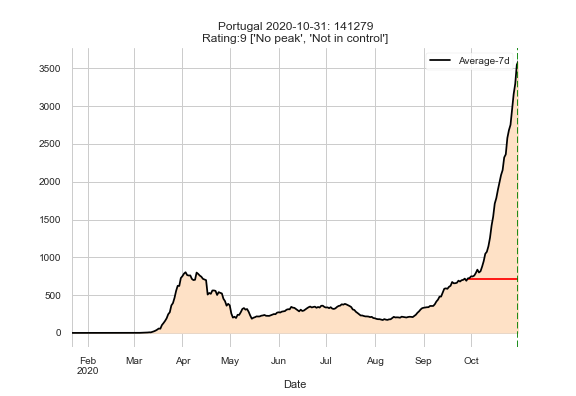 Portugal 2020-10-31: 141279
Rating:9 ['No peak', 'Not in control']
Average-7d
3500
3000
2500
2000
1500
1000
500
0
Feb Mar Apr May Jun Jul Aug Sep Oct
2020
Date